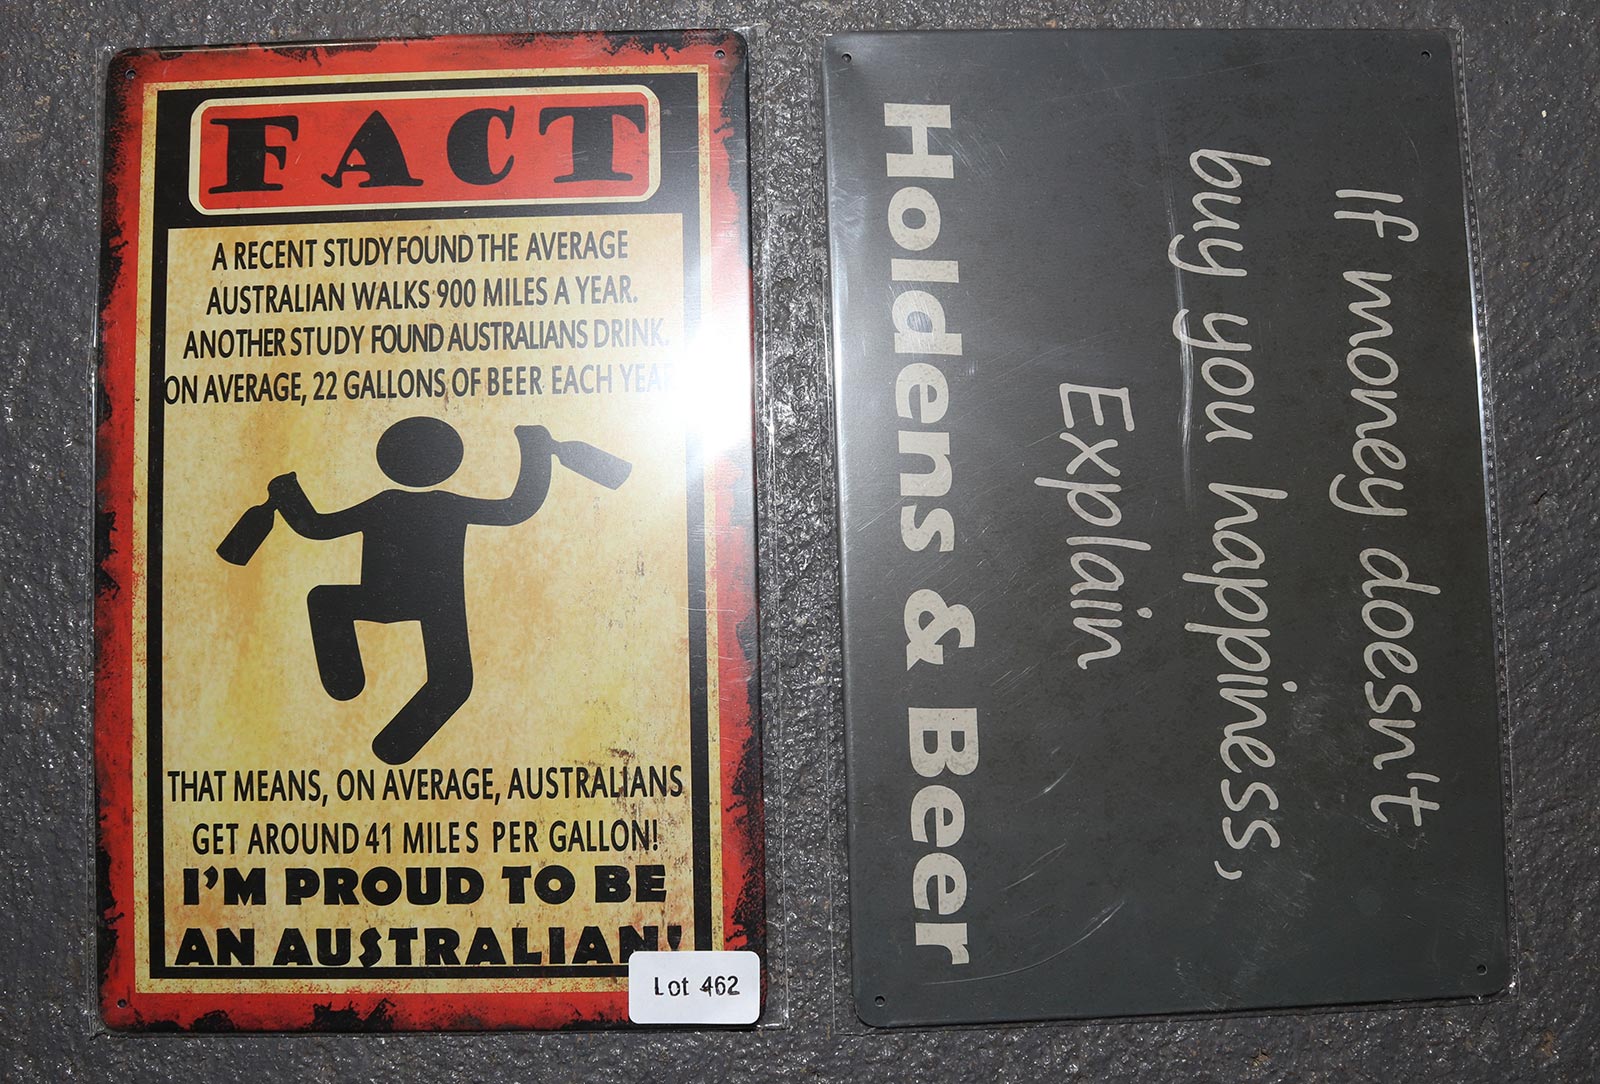 FACT
A RECENT STUDY FOUND THE AVERAGE
AUSTRALIAN WALKS 900 MILES A YEAR.
ANOTHER STUDY FOUND AUSTRALIANS DRINK,
ON AVERAGE, 22 GALLONS OF BEER EACH YEAR
THAT MEANS, ON AVERAGE, AUSTRALIANS
GET AROUND 41 MILES PER GALLON!
I'M PROUD TO BE
AN AUSTRALIAN!
Lot 462
If money doesn't
buy you happiness,
Explain
Holdens & Beer